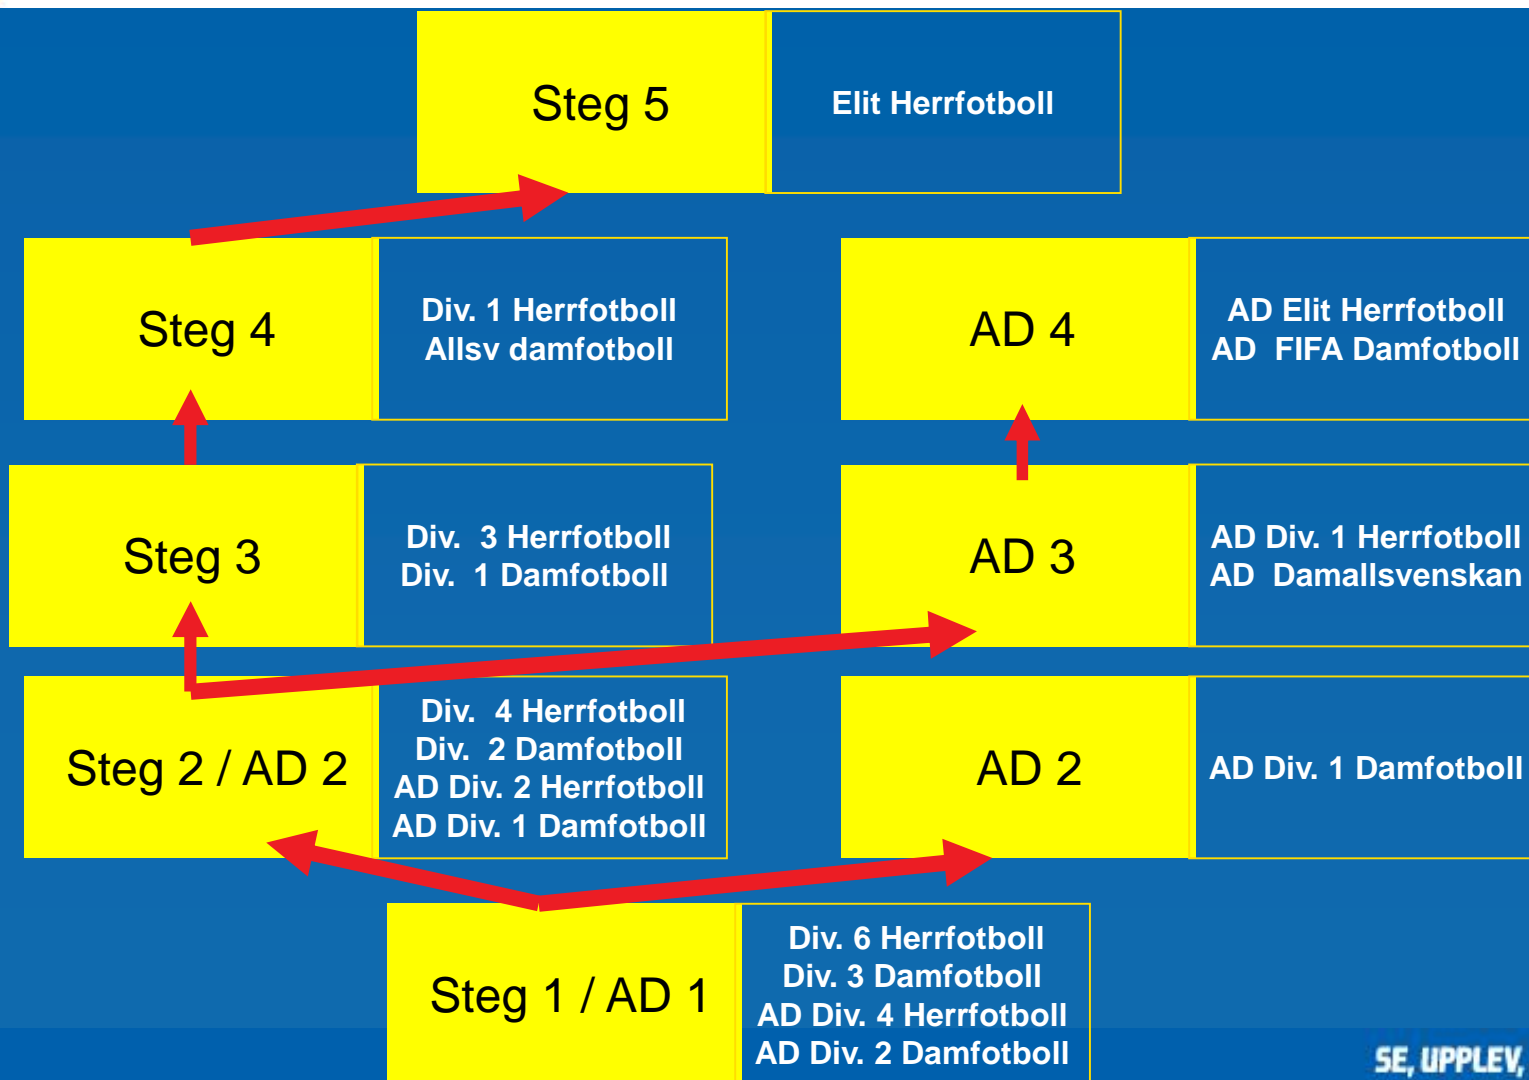 Steg 5
Elit Herrfotboll
Steg 4
Div. 1 Herrfotboll
Allsv damfotboll
AD 4
AD Elit Herrfotboll
AD FIFA Damfotboll
Steg 3
Div. 3 Herrfotboll
Div. 1 Damfotboll
AD 3
AD Div. 1 Herrfotboll
AD Damallsvenskan
Steg 2 / AD 2
Div. 4 Herrfotboll
Div. 2 Damfotboll
AD Div. 2 Herrfotboll
AD Div. 1 Damfotboll
AD 2
AD Div. 1 Damfotboll
Steg 1 / AD 1
Div. 6 Herrfotboll
Div. 3 Damfotboll
AD Div. 4 Herrfotboll
AD Div. 2 Damfotboll
SE, UPPLEV,